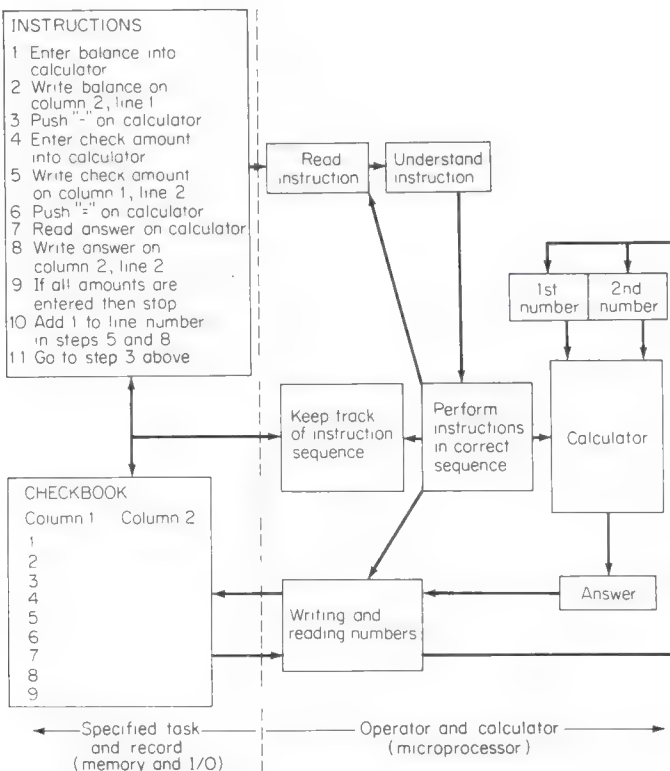 INSTRUCTIONS
1 Enter balance into
calculator
2 Write balance on
column 2, line 1
3 Push "-" on calculator
4 Enter check amount
into calculator
5 Write check amount
on column 1, line 2
6 Push "=" on calculator
7 Read answer on calculator
8 Write answer on
column 2, line 2
9 If all amounts are
entered then stop
10 Add 1 to line number
in steps 5 and 8
11 Go to step 3 above
Read
instruction
Understand
instruction
1st
number
2nd
number
Keep track
of instruction
sequence
Perform
instructions
in correct
sequence
Calculator
CHECKBOOK
Column 1 Column 2
1
2
3
4
5
6
7
8
9
Writing and
reading numbers
Answer
Specified task
and record
(memory and I/O)
Operator and calculator
(microprocessor)